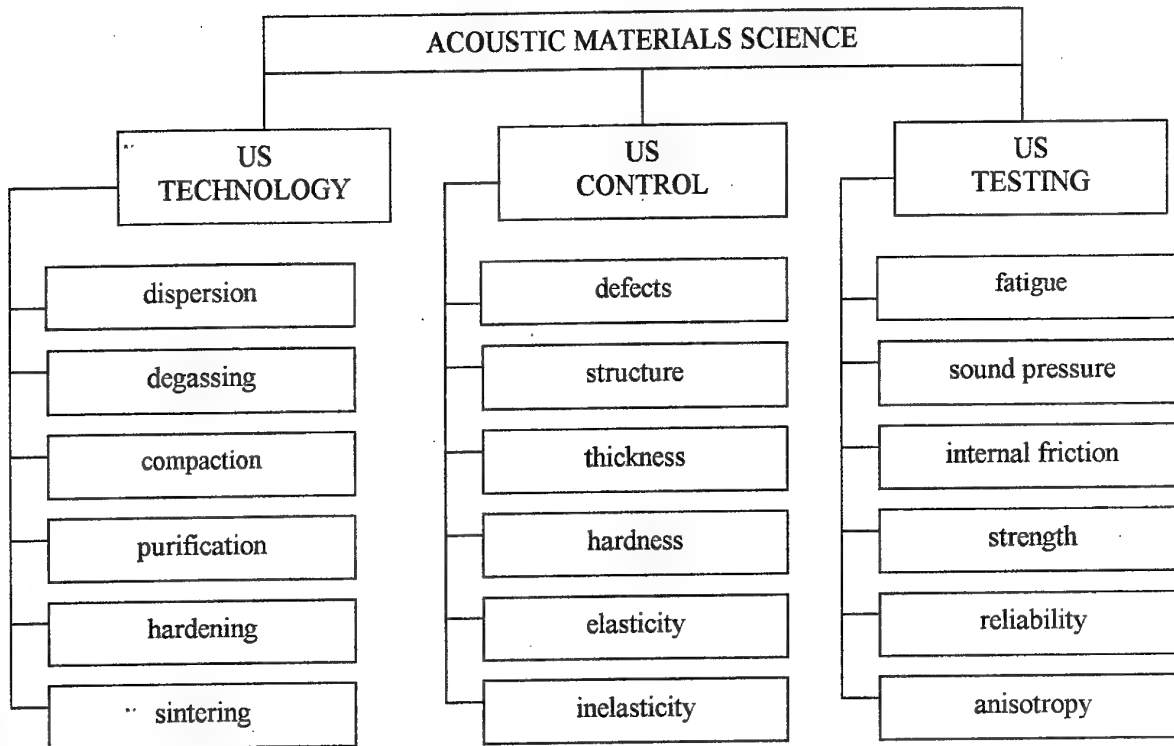 ACOUSTIC MATERIALS SCIENCE
US
TECHNOLOGY
dispersion
degassing
compaction
purification
hardening
sintering
US
CONTROL
defects
structure
thickness
hardness
elasticity
inelasticity
US
TESTING
fatigue
sound pressure
internal friction
strength
reliability
anisotropy